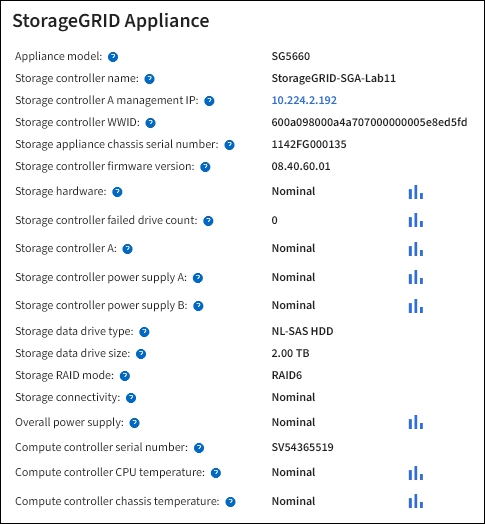 StorageGRID Appliance
Appliance model: ? SG5660
Storage controller name: ? StorageGRID-SGA-Lab11
Storage controller A management IP: ? 10.224.2.192
Storage controller WWID: ? 600a098000a4a707000000005e8ed5fd
Storage appliance chassis serial number: ? 1142FG000135
Storage controller firmware version: ? 08.40.60.01
Storage hardware: ? Nominal
Storage controller failed drive count: ? 0
Storage controller A: ? Nominal
Storage controller power supply A: ? Nominal
Storage controller power supply B: ? Nominal
Storage data drive type: ? NL-SAS HDD
Storage data drive size: ? 2.00 TB
Storage RAID mode: ? RAID6
Storage connectivity: ? Nominal
Overall power supply: ? Nominal
Compute controller serial number: ? SV54365519
Compute controller CPU temperature: ? Nominal
Compute controller chassis temperature: ? Nominal